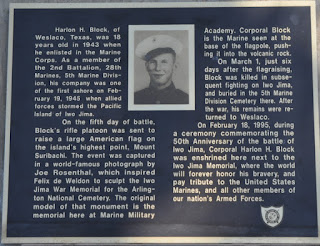 Harlon H. Block, of
Weslaco, Texas, was 18
years old in 1943 when
he enlisted in the Marine
Corps. As a member of
the 2nd Battalion, 28th
Marines, 5th Marine Divi-
sion, his company was one
of the first ashore on Feb-
ruary 19, 1945 when allied
forces stormed the Pacific
Island of Iwo Jima.
On the fifth day of battle,
Block's rifle platoon was sent to
raise a large American flag on
the island's highest point, Mount
Suribachi. The event was captured
in a world-famous photograph by
Joe Rosenthal, which inspired
Felix de Weldon to sculpt the Iwo
Jima War Memorial for the Arling-
ton National Cemetery. The original
model of that monument is the
memorial here at Marine Military
Academy. Corporal Block
is the Marine seen at the
base of the flagpole, push-
ing it into the volcanic rock.
On March 1, just six
days after the flagraising,
Block was killed in subse-
quent fighting on Iwo Jima,
and buried in the 5th Marine
Division Cemetery there. After
the war, his remains were re-
turned to Weslaco.
On February 18, 1995, during
a ceremony commemorating the
50th Anniversary of the battle of
Iwo Jima, Corporal Harlon H. Block
was enshrined here next to the
Iwo Jima Memorial, where the world
will forever honor his bravery, and
pay tribute to the United States
Marines, and all other members of
our nation's Armed Forces.